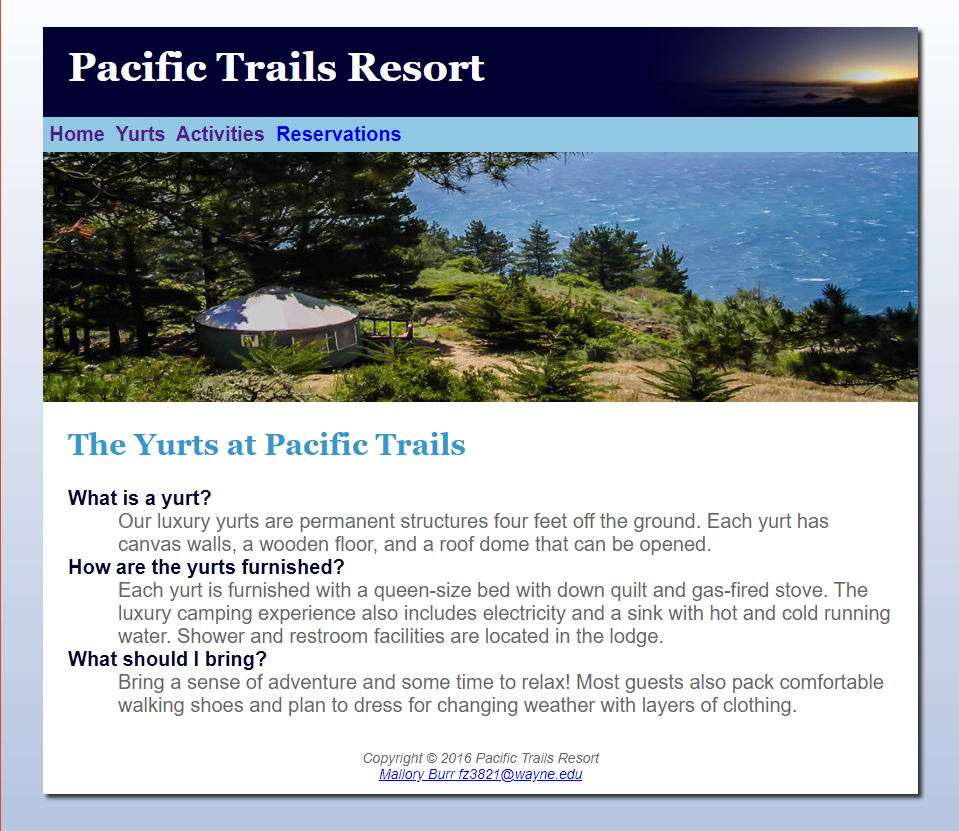 Pacific Trails Resort
Home Yurts Activities Reservations
The Yurts at Pacific Trails
What is a yurt?
Our luxury yurts are permanent structures four feet off the ground. Each yurt has
canvas walls, a wooden floor, and a roof dome that can be opened.
How are the yurts furnished?
Each yurt is furnished with a queen-size bed with down quilt and gas-fired stove. The
luxury camping experience also includes electricity and a sink with hot and cold running
water. Shower and restroom facilities are located in the lodge.
What should I bring?
Bring a sense of adventure and some time to relax! Most guests also pack comfortable
walking shoes and plan to dress for changing weather with layers of clothing.
Copyright © 2016 Pacific Trails Resort
Mallory Burr fz3821@wayne.edu